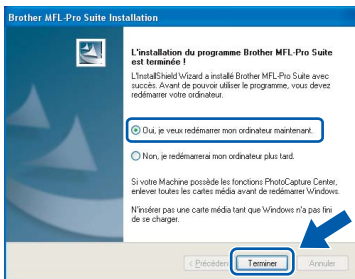 Brother MFL-Pro Suite Installation
L'installation du programme Brother MFL-Pro Suite
est terminée !
L'InstallShield Wizard a installé Brother MFL-Pro Suite avec
succès. Avant de pouvoir utiliser le programme, vous devez
redémarrer votre ordinateur.
Oui, je veux redémarrer mon ordinateur maintenant.
Non, je redémarrerai mon ordinateur plus tard.
Si votre Machine possède les fonctions PhotoCapture Center,
enlever toutes les cartes média avant de redémarrer Windows.
N'insérer pas une carte média tant que Windows n'a pas fini
de se charger.
< Précédent Terminer Annuler